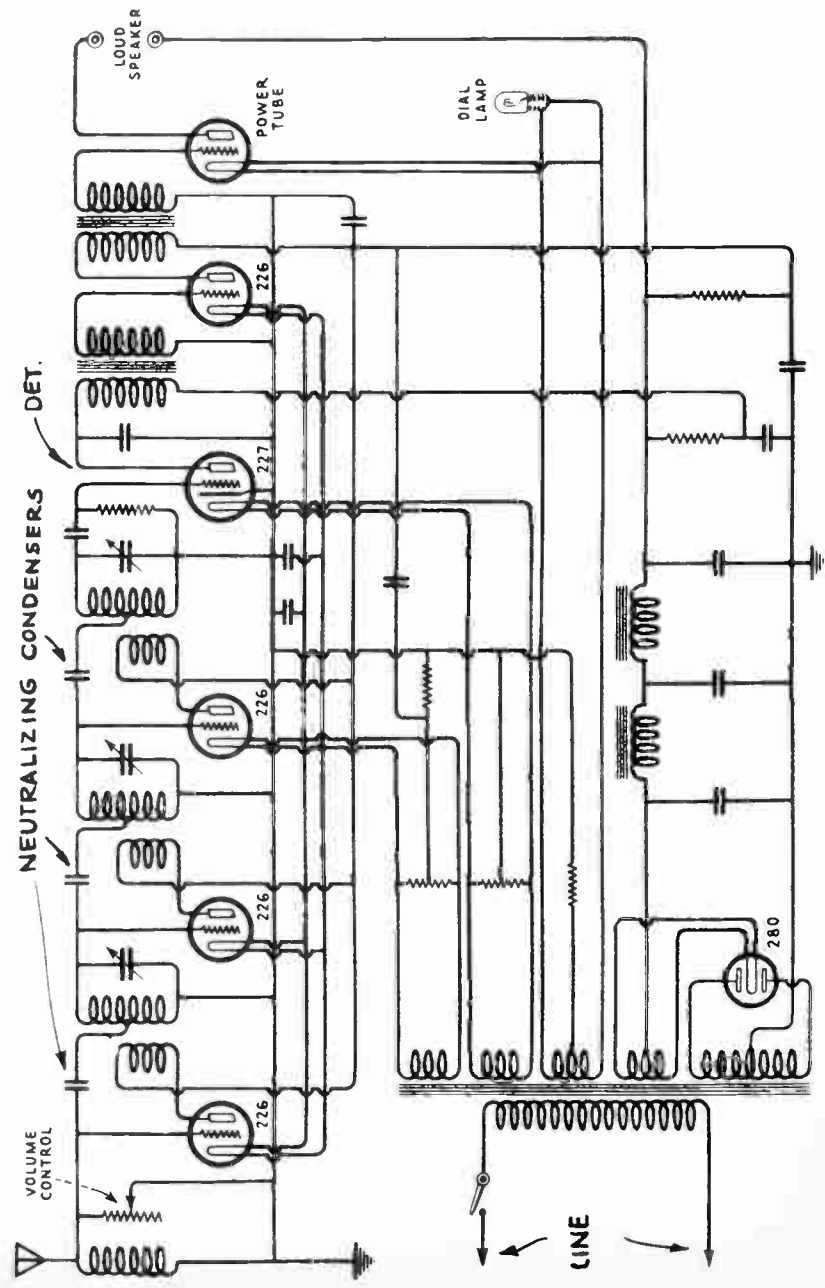 NEUTRALIZING CONDENSERS
DET.
LOUD
SPEAKER
VOLUME
CONTROL
226
226
226
227
226
POWER
TUBE
DIAL
LAMP
280
LINE